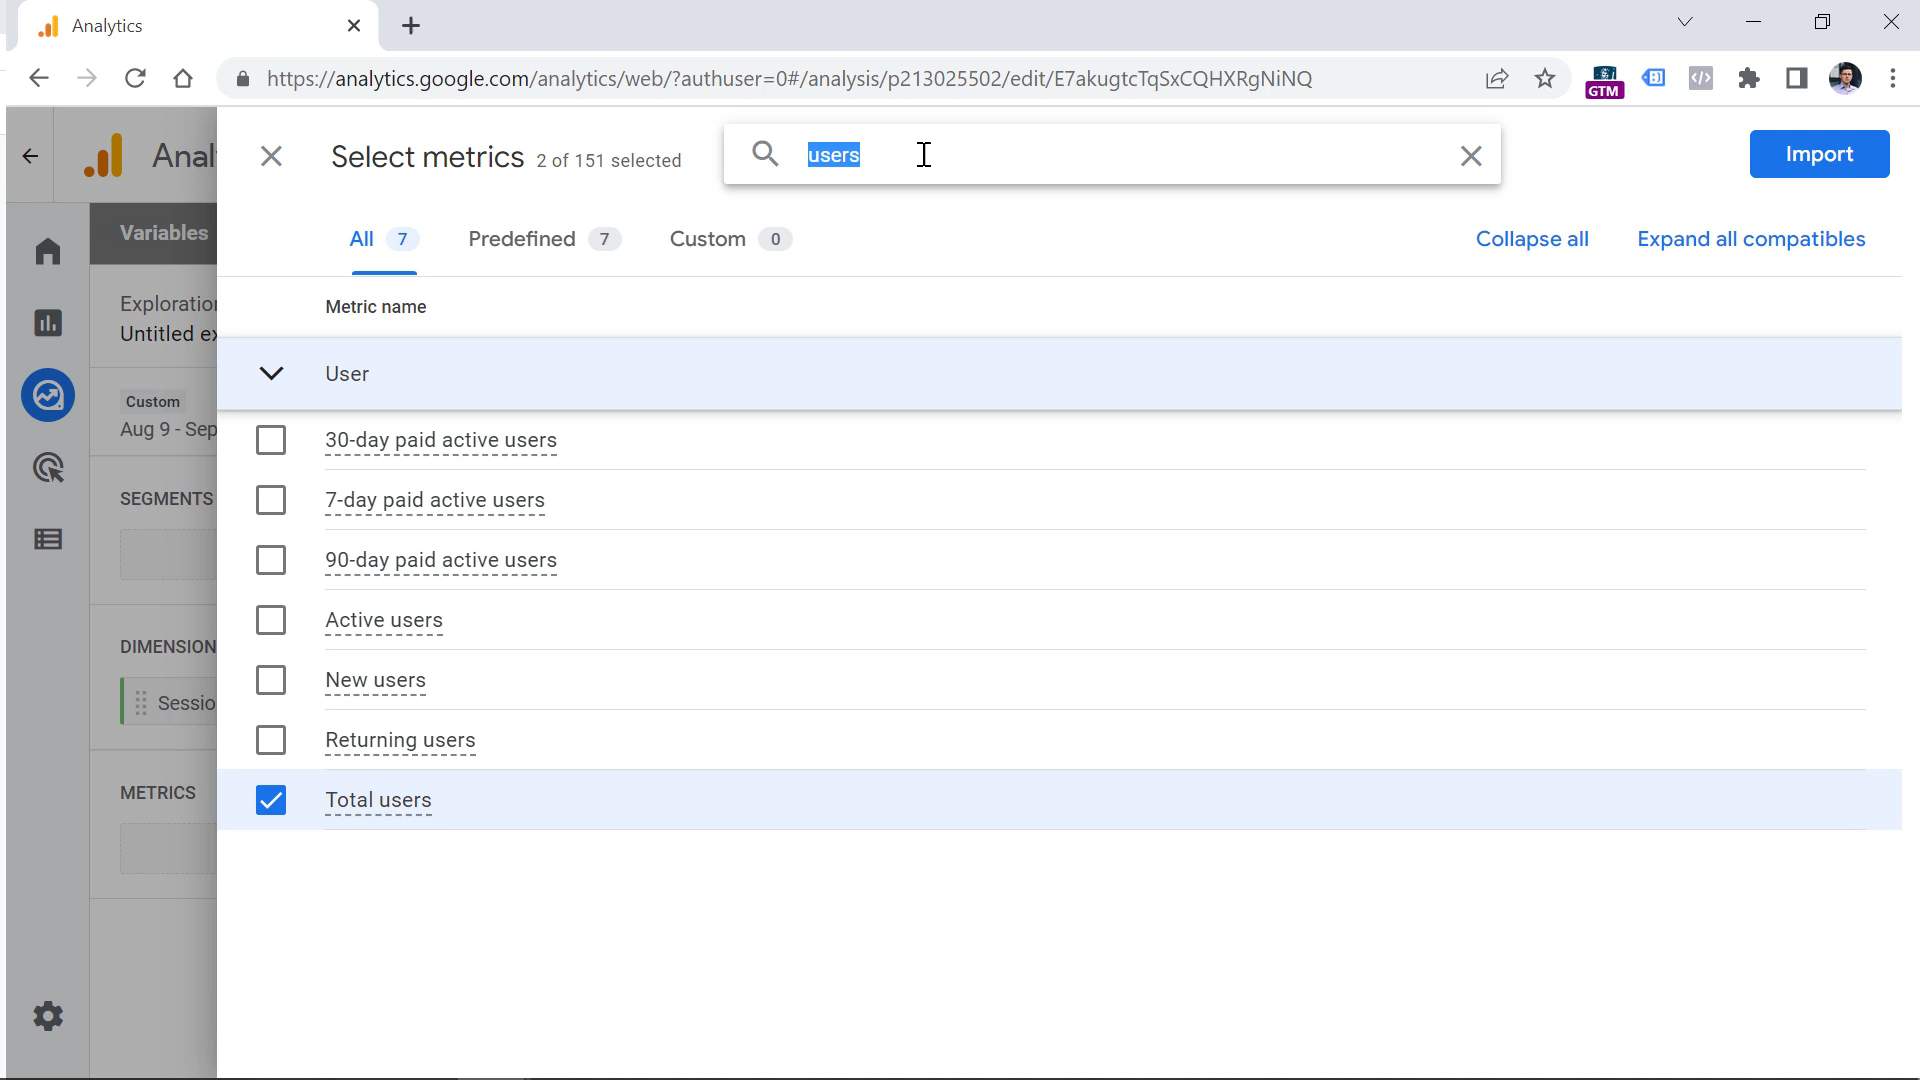 Analytics
https://analytics.google.com/analytics/web/?authuser=0#/analysis/p213025502/edit/E7akugtcTqSxCQHXRgNiNQ
GTM
Anal
Select metrics 2 of 151 selected
users
Import
Variables
All 7
Predefined 7
Custom 0
Collapse all
Expand all compatibles
Exploration
Untitled ex
Metric name
User
Custom
Aug 9 - Sep
30-day paid active users
SEGMENTS
7-day paid active users
90-day paid active users
Active users
DIMENSION
New users
Sessio
Returning users
METRICS
Total users